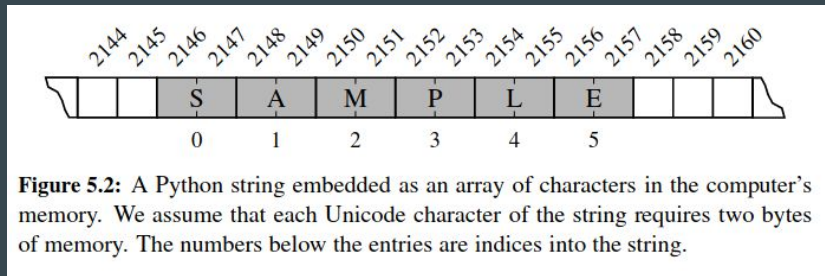 2144 2145 2146 2147 2148 2149 2150 2151 2152 2153 2154 2155 2156 2157 2158 2159 2160
S A M P L E
0 1 2 3 4 5
Figure 5.2: A Python string embedded as an array of characters in the computer’s
memory. We assume that each Unicode character of the string requires two bytes
of memory. The numbers below the entries are indices into the string.